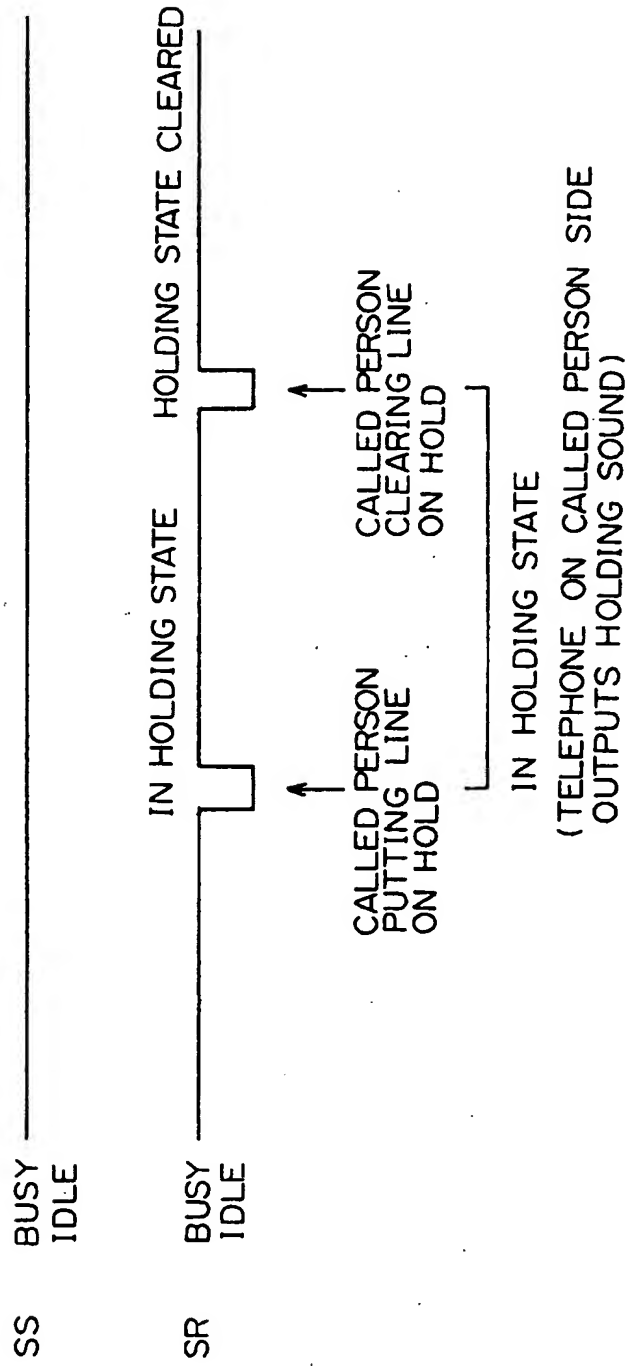 SS BUSY
IDLE
SR BUSY
IDLE
IN HOLDING STATE
HOLDING STATE CLEARED
CALLED PERSON
PUTTING LINE
ON HOLD
CALLED PERSON
CLEARING LINE
ON HOLD
IN HOLDING STATE
(TELEPHONE ON CALLED PERSON SIDE
OUTPUTS HOLDING SOUND)